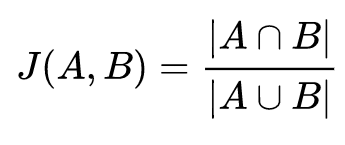 J(A, B) = |A ∩ B| / |A ∪ B|